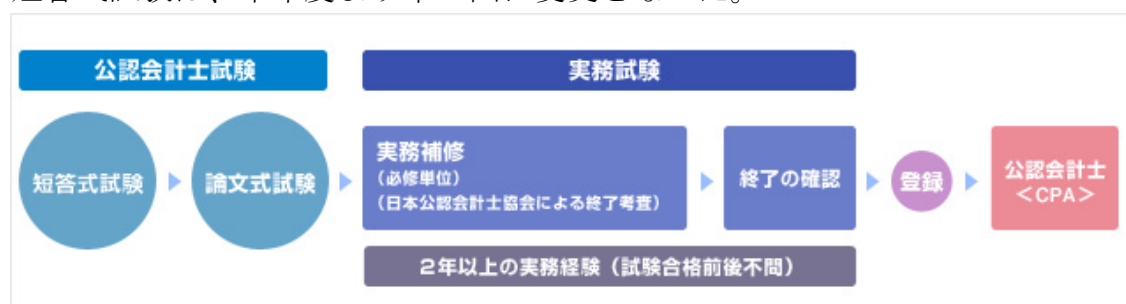 公認会計士試験
実務試験
短答式試験
論文式試験
実務補修
(必修単位)
(日本公認会計士協会による終了考査)
終了の確認
登録
公認会計士
<CPA>
2年以上の実務経験(試験合格前後不問)